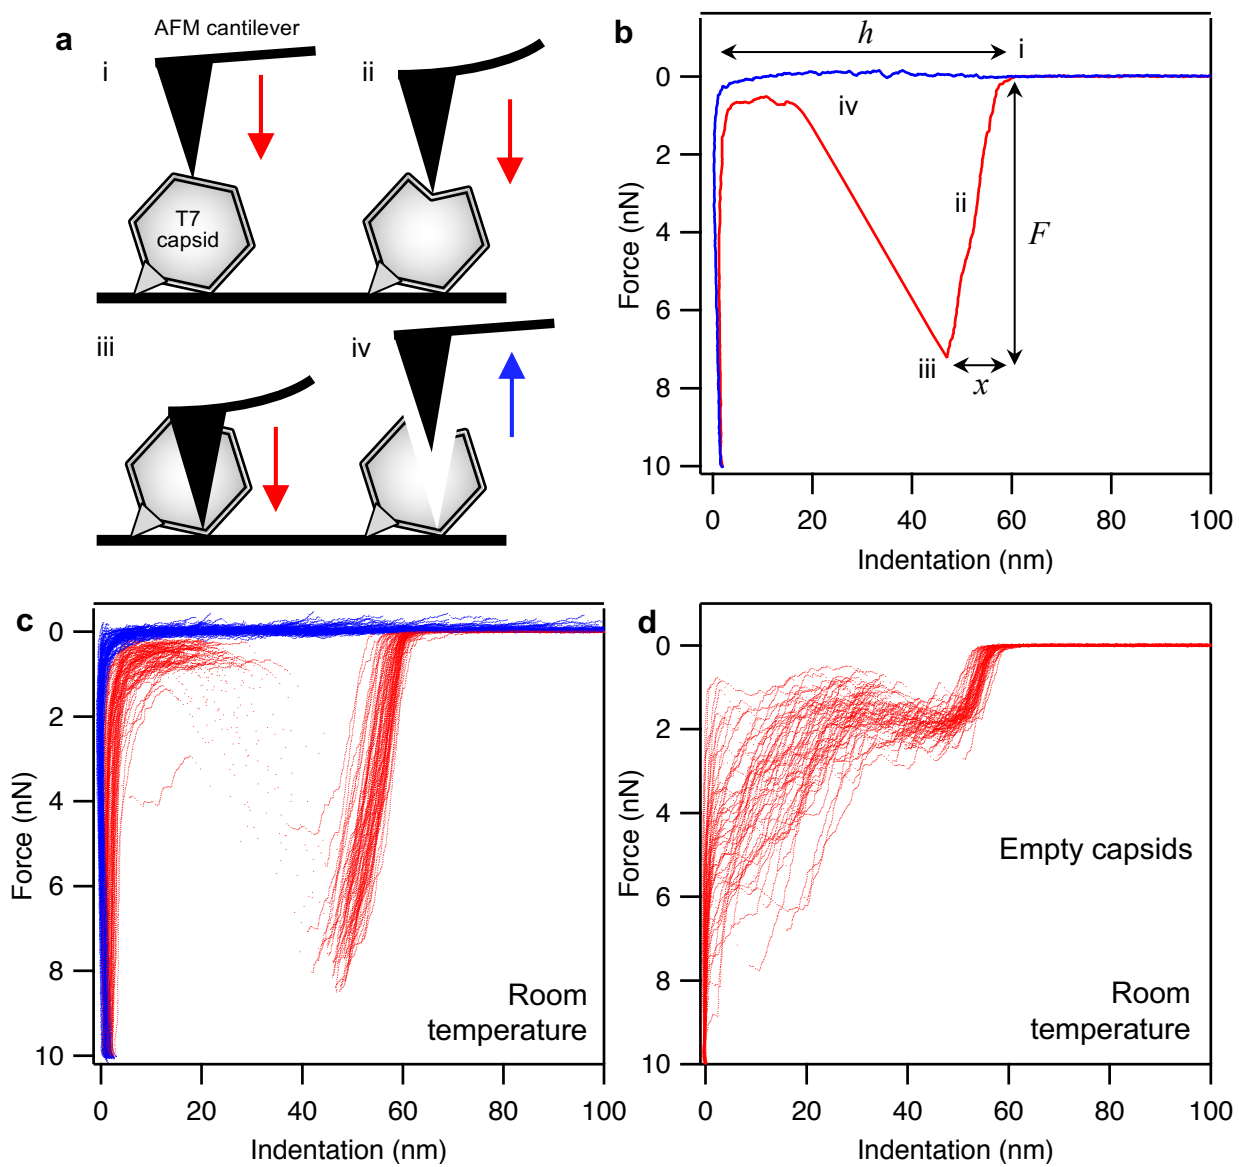 a
AFM cantilever
i
ii
T7
capsid
iii
iv
b
h
i
iv
ii
F
iii
x
0
2
4
6
8
10
Force (nN)
0 20 40 60 80 100
Indentation (nm)
c
0
2
4
6
8
10
Force (nN)
Room
temperature
0 20 40 60 80 100
Indentation (nm)
d
0
2
4
6
8
10
Force (nN)
Empty capsids
Room
temperature
0 20 40 60 80 100
Indentation (nm)